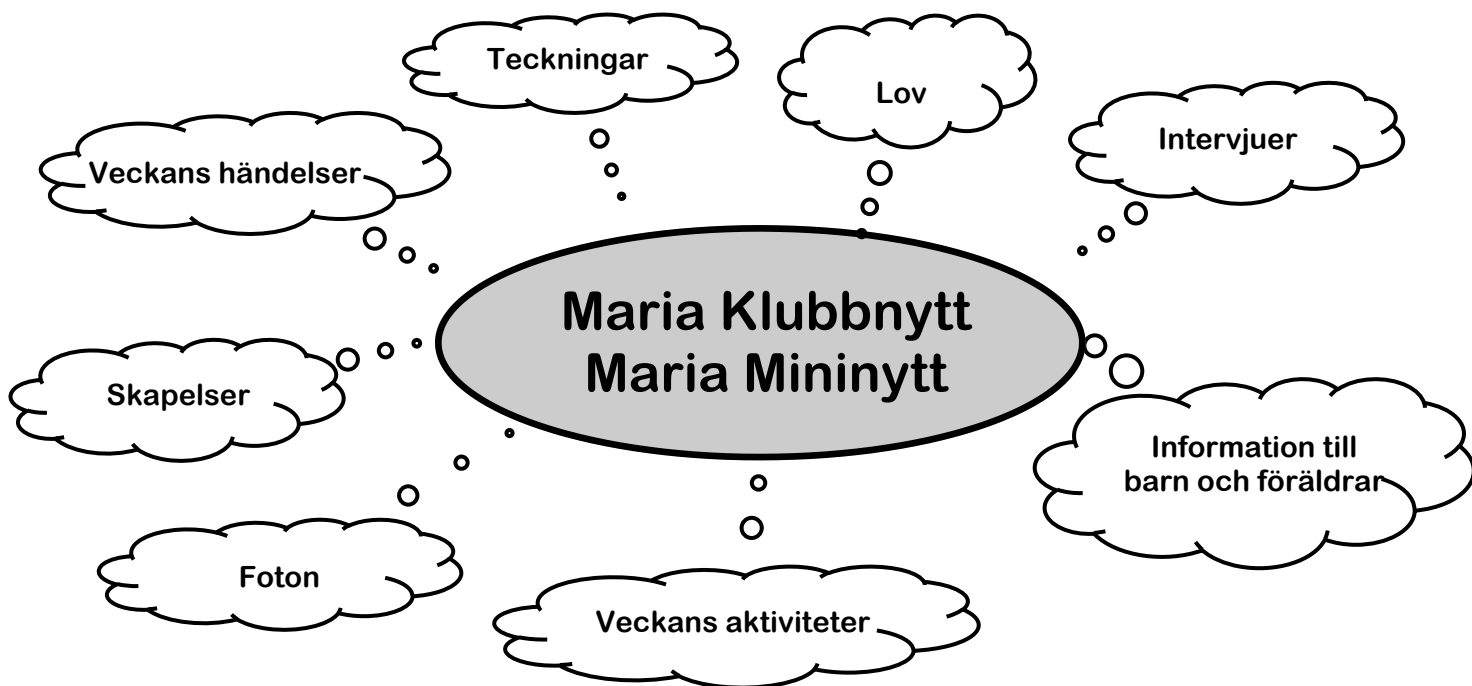 Teckningar
Lov
Intervjuer
Veckans händelser
Maria Klubbnytt
Maria Mininytt
Skapelser
Information till
barn och föräldrar
Foton
Veckans aktiviteter